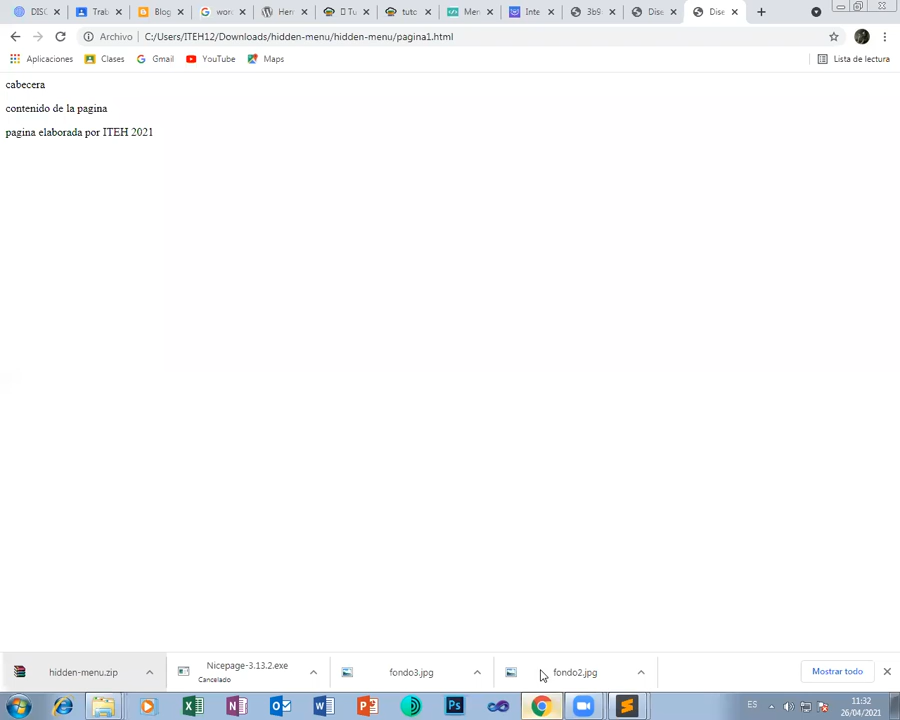 DISC
Trab
Blog
worc
Herr
Tu
tuto
Men
Inte
3b9
Dise
Dise
Archivo
C:/Users/ITEH12/Downloads/hidden-menu/hidden-menu/pagina1.html
Aplicaciones
Clases
Gmail
YouTube
Maps
Lista de lectura
cabecera
contenido de la pagina
pagina elaborada por ITEH 2021
hidden-menu.zip
Nicepage-3.13.2.exe
Cancelado
fondo3.jpg
fondo2.jpg
Mostrar todo
ES
11:32
26/04/2021